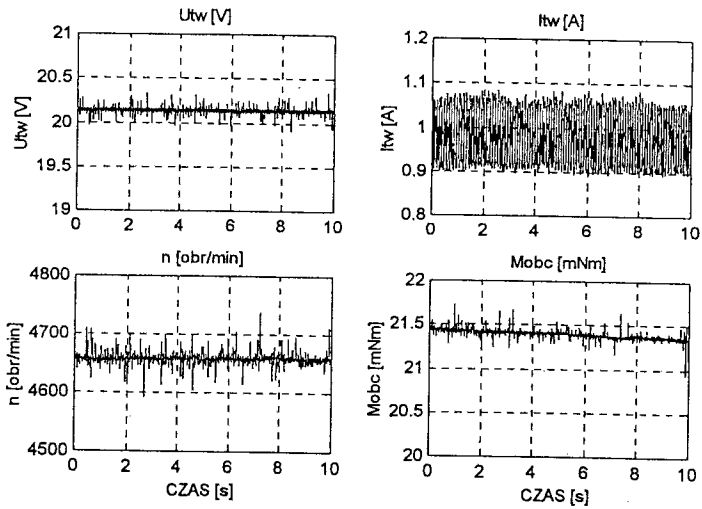 Utw [V]
Utw [V]
21
20.5
20
19.5
19
0 2 4 6 8 10
Itw [A]
Itw [A]
1.2
1.1
1
0.9
0.8
0 2 4 6 8 10
n [obr/min]
n [obr/min]
4800
4700
4600
4500
0 2 4 6 8 10
CZAS [s]
Mobc [mNm]
Mobc [mNm]
22
21.5
21
20.5
20
0 2 4 6 8 10
CZAS [s]